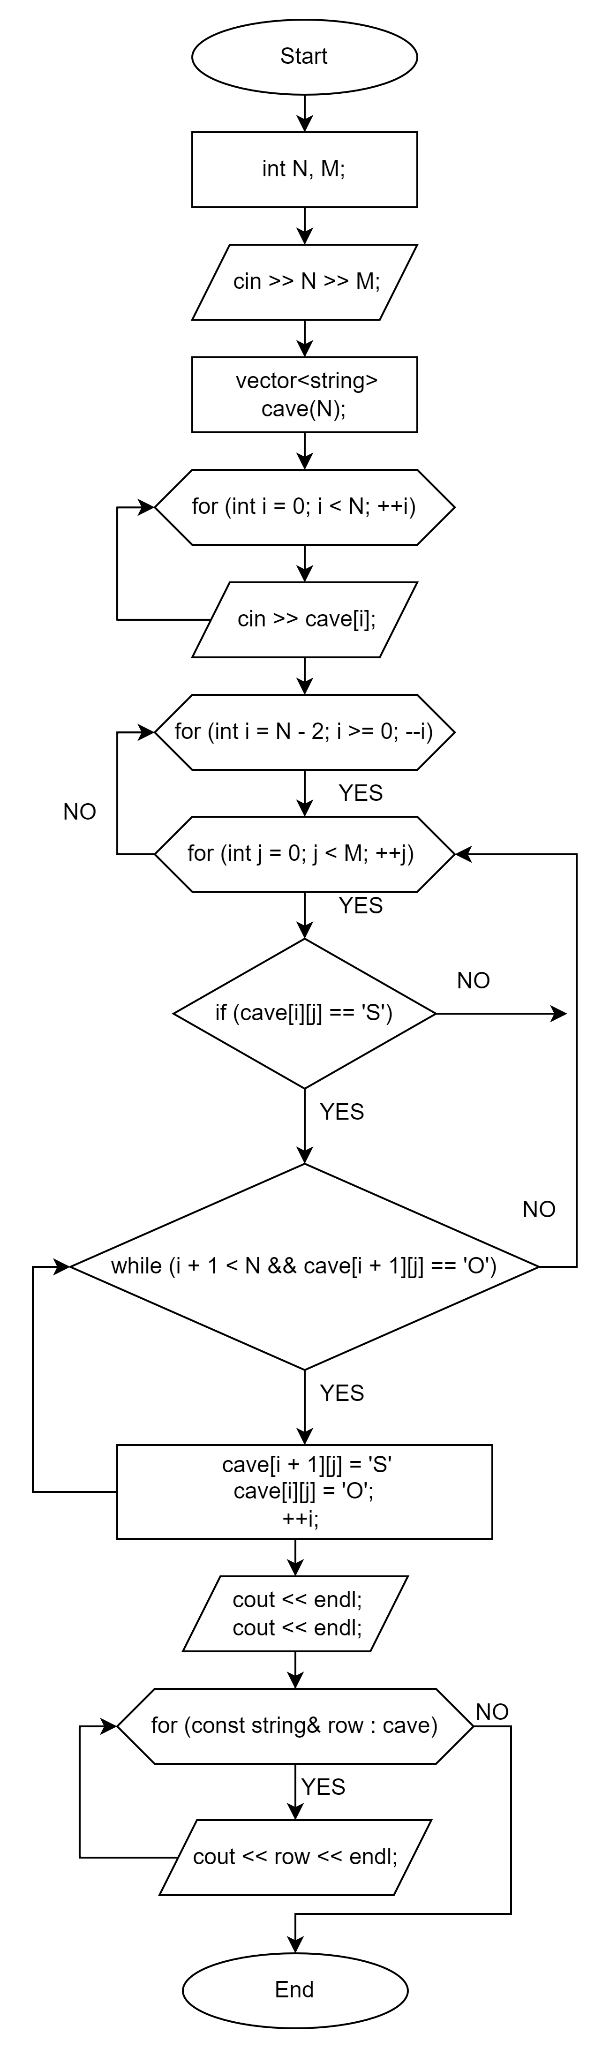 Start
int N, M;
cin >> N >> M;
vector<string>
cave(N);
for (int i = 0; i < N; ++i)
cin >> cave[i];
for (int i = N - 2; i >= 0; --i)
YES
NO
for (int j = 0; j < M; ++j)
YES
if (cave[i][j] == 'S')
NO
YES
NO
while (i + 1 < N && cave[i + 1][j] == 'O')
YES
cave[i + 1][j] = 'S'
cave[i][j] = 'O';
++i;
cout << endl;
cout << endl;
for (const string& row : cave)
NO
YES
cout << row << endl;
End